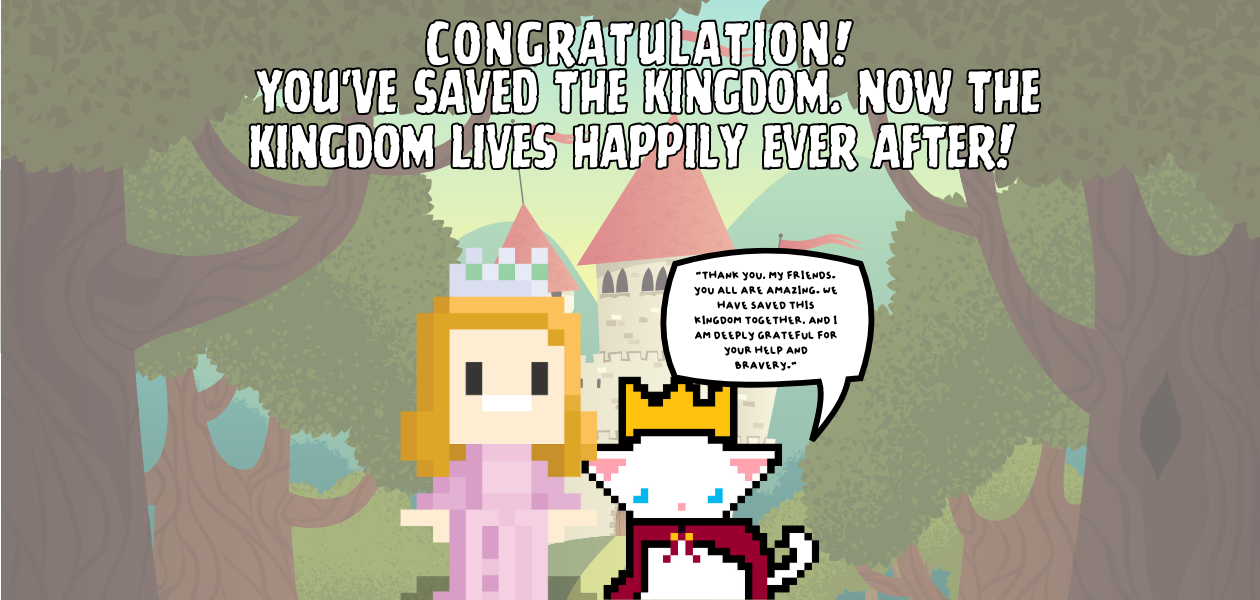 CONGRATULATION!
YOU'VE SAVED THE KINGDOM. NOW THE
KINGDOM LIVES HAPPILY EVER AFTER!
"THANK YOU, MY FRIENDS.
YOU ALL ARE AMAZING. WE
HAVE SAVED THIS
KINGDOM TOGETHER, AND I
AM DEEPLY GRATEFUL FOR
YOUR HELP AND
BRAVERY."